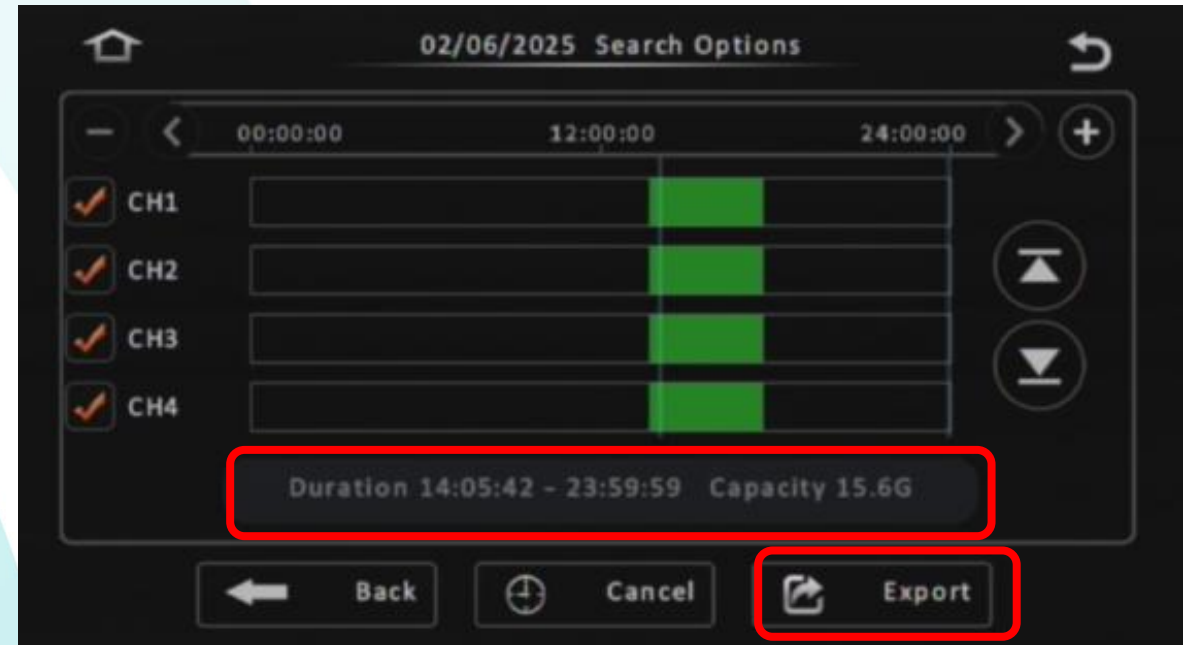 02/06/2025 Search Options
00:00:00 12:00:00 24:00:00
CH1
CH2
CH3
CH4
Duration 14:05:42 – 23:59:59 Capacity 15.6G
Back Cancel Export